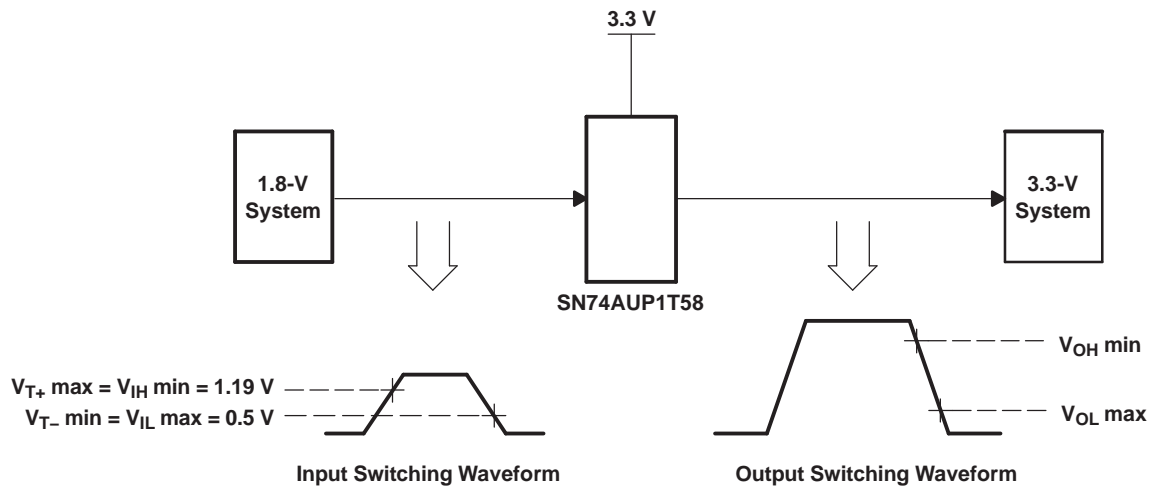 3.3 V
1.8-V
System
3.3-V
System
SN74AUP1T58
VT+ max = VIH min = 1.19 V
VT− min = VIL max = 0.5 V
VOH min
VOL max
Input Switching Waveform
Output Switching Waveform